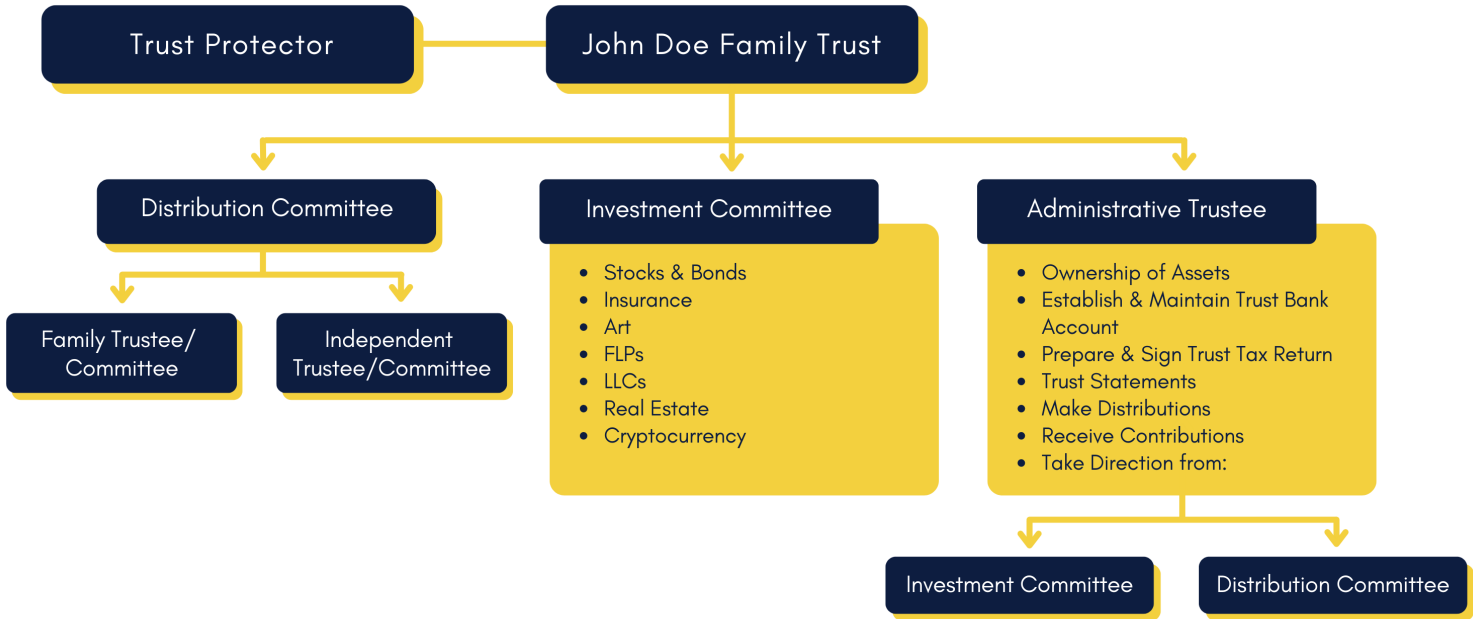 Trust Protector
John Doe Family Trust
Distribution Committee
Family Trustee/
Committee
Independent
Trustee/Committee
Investment Committee
• Stocks & Bonds
• Insurance
• Art
• FLPs
• LLCs
• Real Estate
• Cryptocurrency
Administrative Trustee
• Ownership of Assets
• Establish & Maintain Trust Bank
Account
• Prepare & Sign Trust Tax Return
• Trust Statements
• Make Distributions
• Receive Contributions
• Take Direction from:
Investment Committee
Distribution Committee